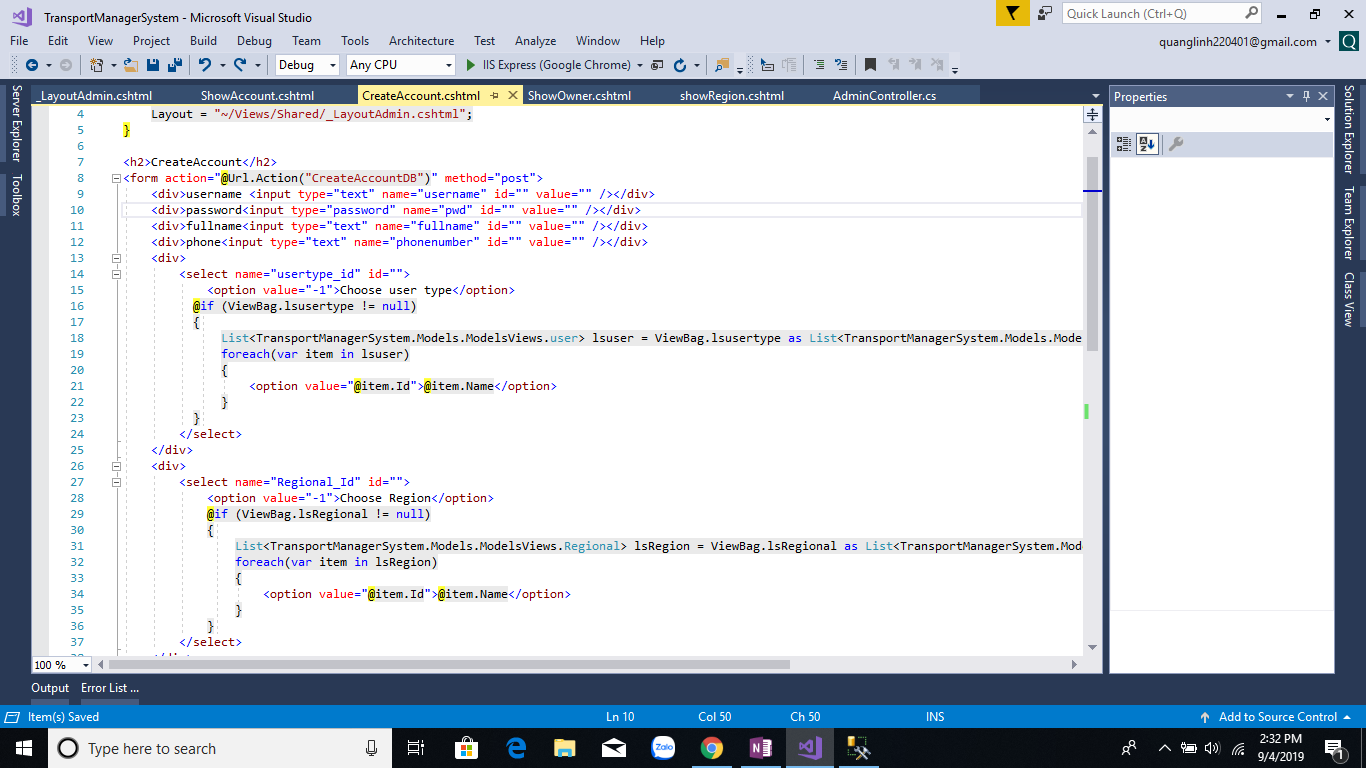 TransportManagerSystem - Microsoft Visual Studio
Quick Launch (Ctrl+Q)
File Edit View Project Build Debug Team Tools Architecture Test Analyze Window Help
quanglinh220401@gmail.com Q
Debug Any CPU IIS Express (Google Chrome)
_LayoutAdmin.cshtml ShowAccount.cshtml CreateAccount.cshtml ShowOwner.cshtml showRegion.cshtml AdminController.cs
Properties
Server Explorer
Toolbox
Solution Explorer
Team Explorer
Class View
4 Layout = "~/Views/Shared/_LayoutAdmin.cshtml";
5 }
6
7 <h2>CreateAccount</h2>
8 <form action="@Url.Action("CreateAccountDB")" method="post">
9 <div>username <input type="text" name="username" id="" value="" /></div>
10 <div>password<input type="password" name="pwd" id="" value="" /></div>
11 <div>fullname<input type="text" name="fullname" id="" value="" /></div>
12 <div>phone<input type="text" name="phonenumber" id="" value="" /></div>
13 <div>
14 <select name="usertype_id" id="">
15 <option value="-1">Choose user type</option>
16 @if (ViewBag.lsusertype != null)
17 {
18 List<TransportManagerSystem.Models.ModelsViews.user> lsuser = ViewBag.lsusertype as List<TransportManagerSystem.Models.Mode
19 foreach(var item in lsuser)
20 {
21 <option value="@item.Id">@item.Name</option>
22 }
23 }
24 </select>
25 </div>
26 <div>
27 <select name="Regional_Id" id="">
28 <option value="-1">Choose Region</option>
29 @if (ViewBag.lsRegional != null)
30 {
31 List<TransportManagerSystem.Models.ModelsViews.Regional> lsRegion = ViewBag.lsRegional as List<TransportManagerSystem.Mod
32 foreach(var item in lsRegion)
33 {
34 <option value="@item.Id">@item.Name</option>
35 }
36 }
37 </select>
100 %
Output Error List ...
Item(s) Saved Ln 10 Col 50 Ch 50 INS Add to Source Control
Type here to search
Zalo
N
2:32 PM
9/4/2019
1